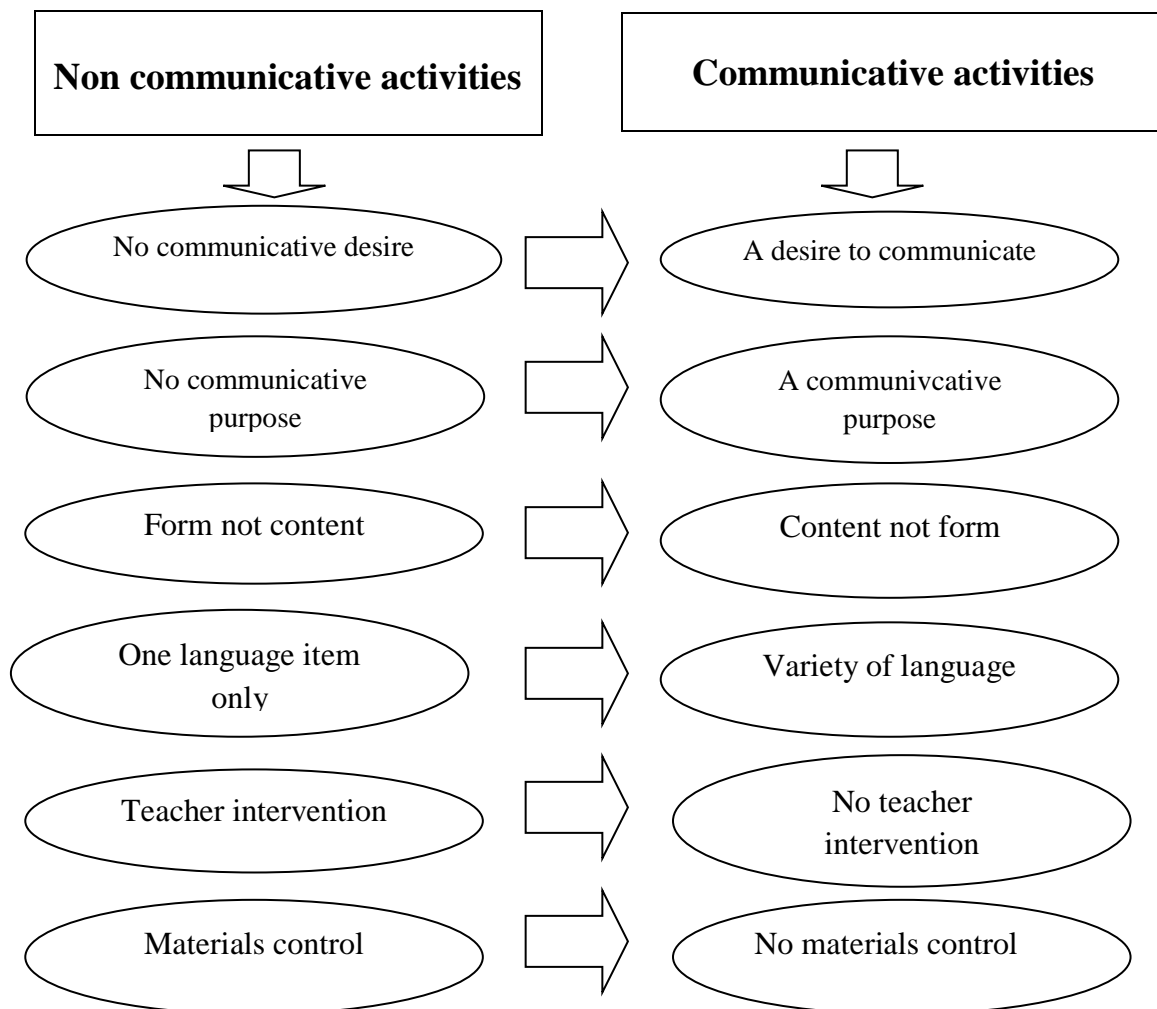 Non communicative activities
Communicative activities
No communicative desire
A desire to communicate
No communicative
purpose
A communivcative
purpose
Form not content
Content not form
One language item
only
Variety of language
Teacher intervention
No teacher
intervention
Materials control
No materials control